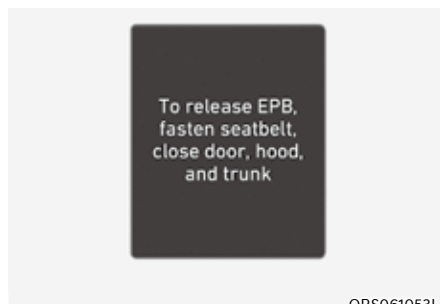 To release EPB,
fasten seatbelt,
close door, hood,
and trunk